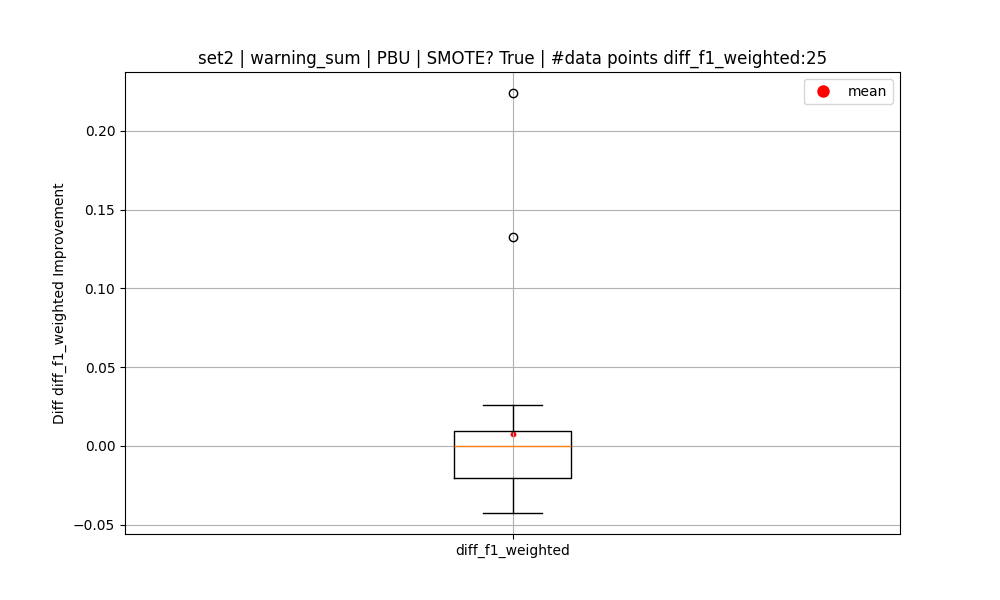 set2 | warning_sum | PBU | SMOTE? True | #data points diff_f1_weighted:25
mean
0.20
0.15
0.10
0.05
0.00
−0.05
Diff diff_f1_weighted Improvement
diff_f1_weighted